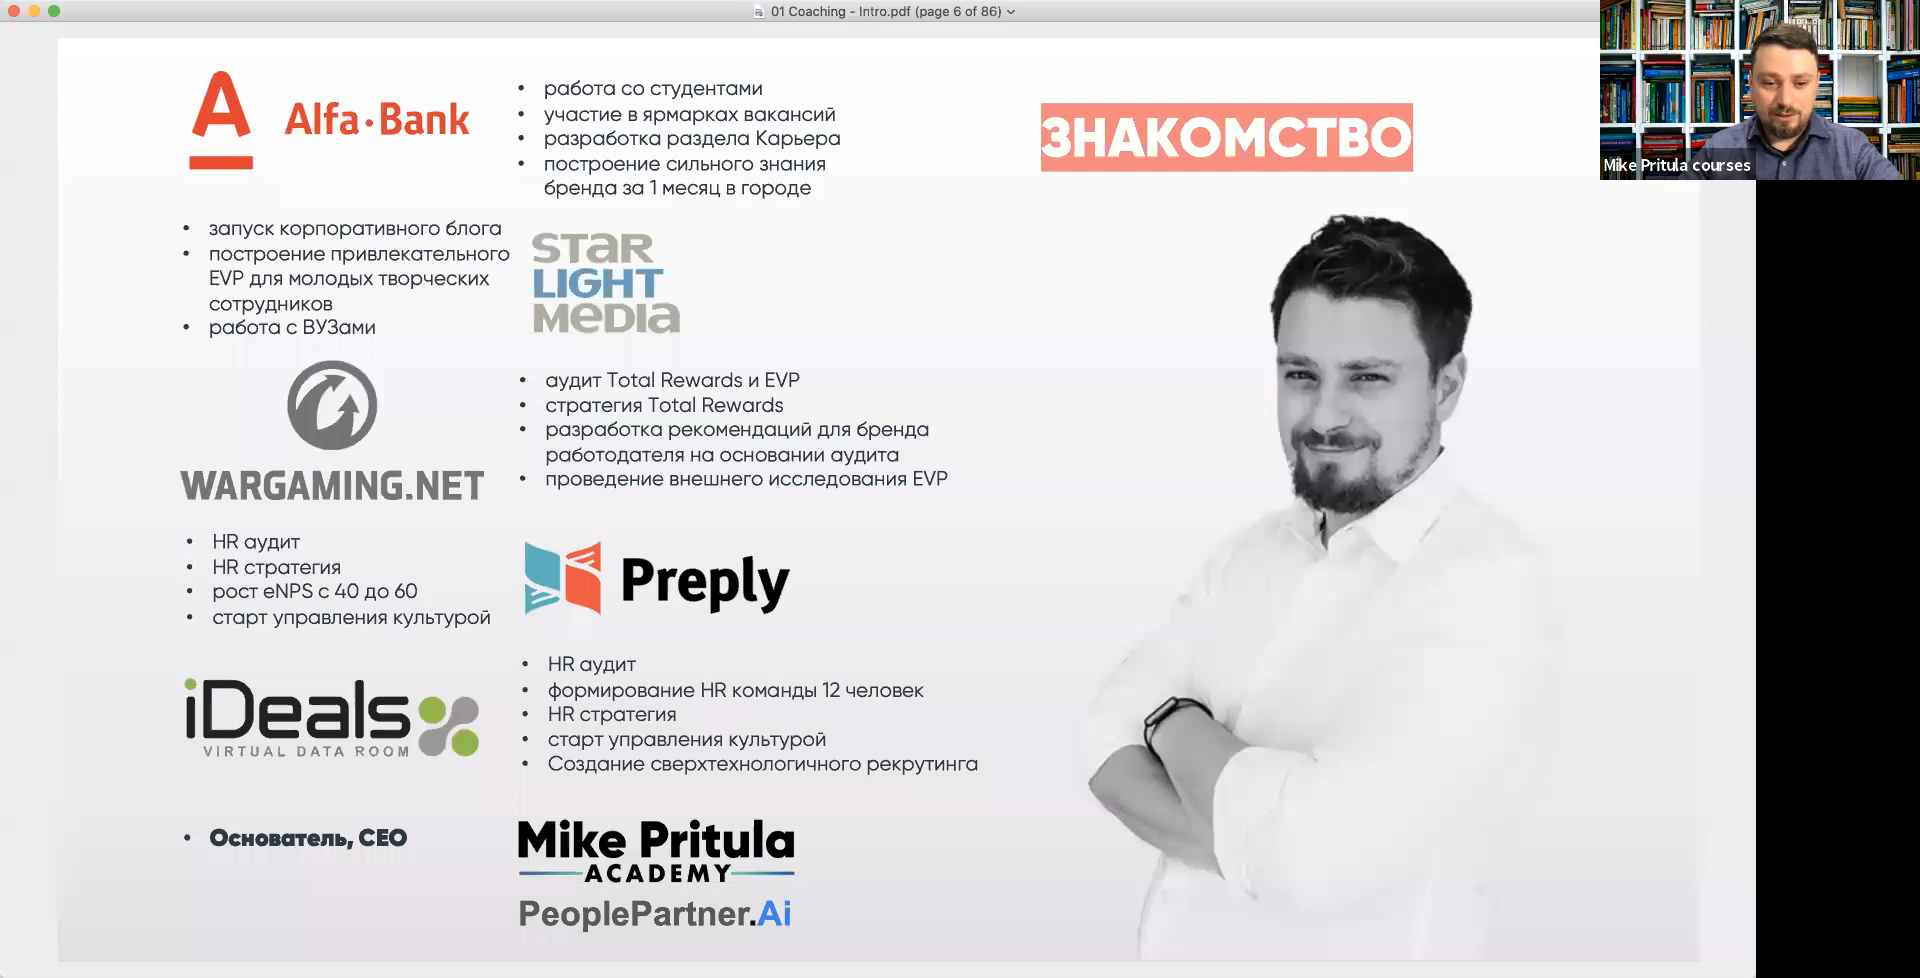 01 Coaching - Intro.pdf (page 6 of 86)
Alfa·Bank
• работа со студентами
• участие в ярмарках вакансий
• разработка раздела Карьера
• построение сильного знания
бренда за 1 месяц в городе
ЗНАКОМСТВО
Mike Pritula courses
• запуск корпоративного блога
• построение привлекательного
EVP для молодых творческих
сотрудников
• работа с ВУЗами
STAR
LIGHT
MEDIA
WARGAMING.NET
• аудит Total Rewards и EVP
• стратегия Total Rewards
• разработка рекомендаций для бренда
работодателя на основании аудита
• проведение внешнего исследования EVP
• HR аудит
• HR стратегия
• рост eNPS с 40 до 60
• старт управления культурой
Preply
iDeals
VIRTUAL DATA ROOM
• HR аудит
• формирование HR команды 12 человек
• HR стратегия
• старт управления культурой
• Создание сверхтехнологичного рекрутинга
• Основатель, CEO
Mike Pritula
ACADEMY
PeoplePartner.Ai